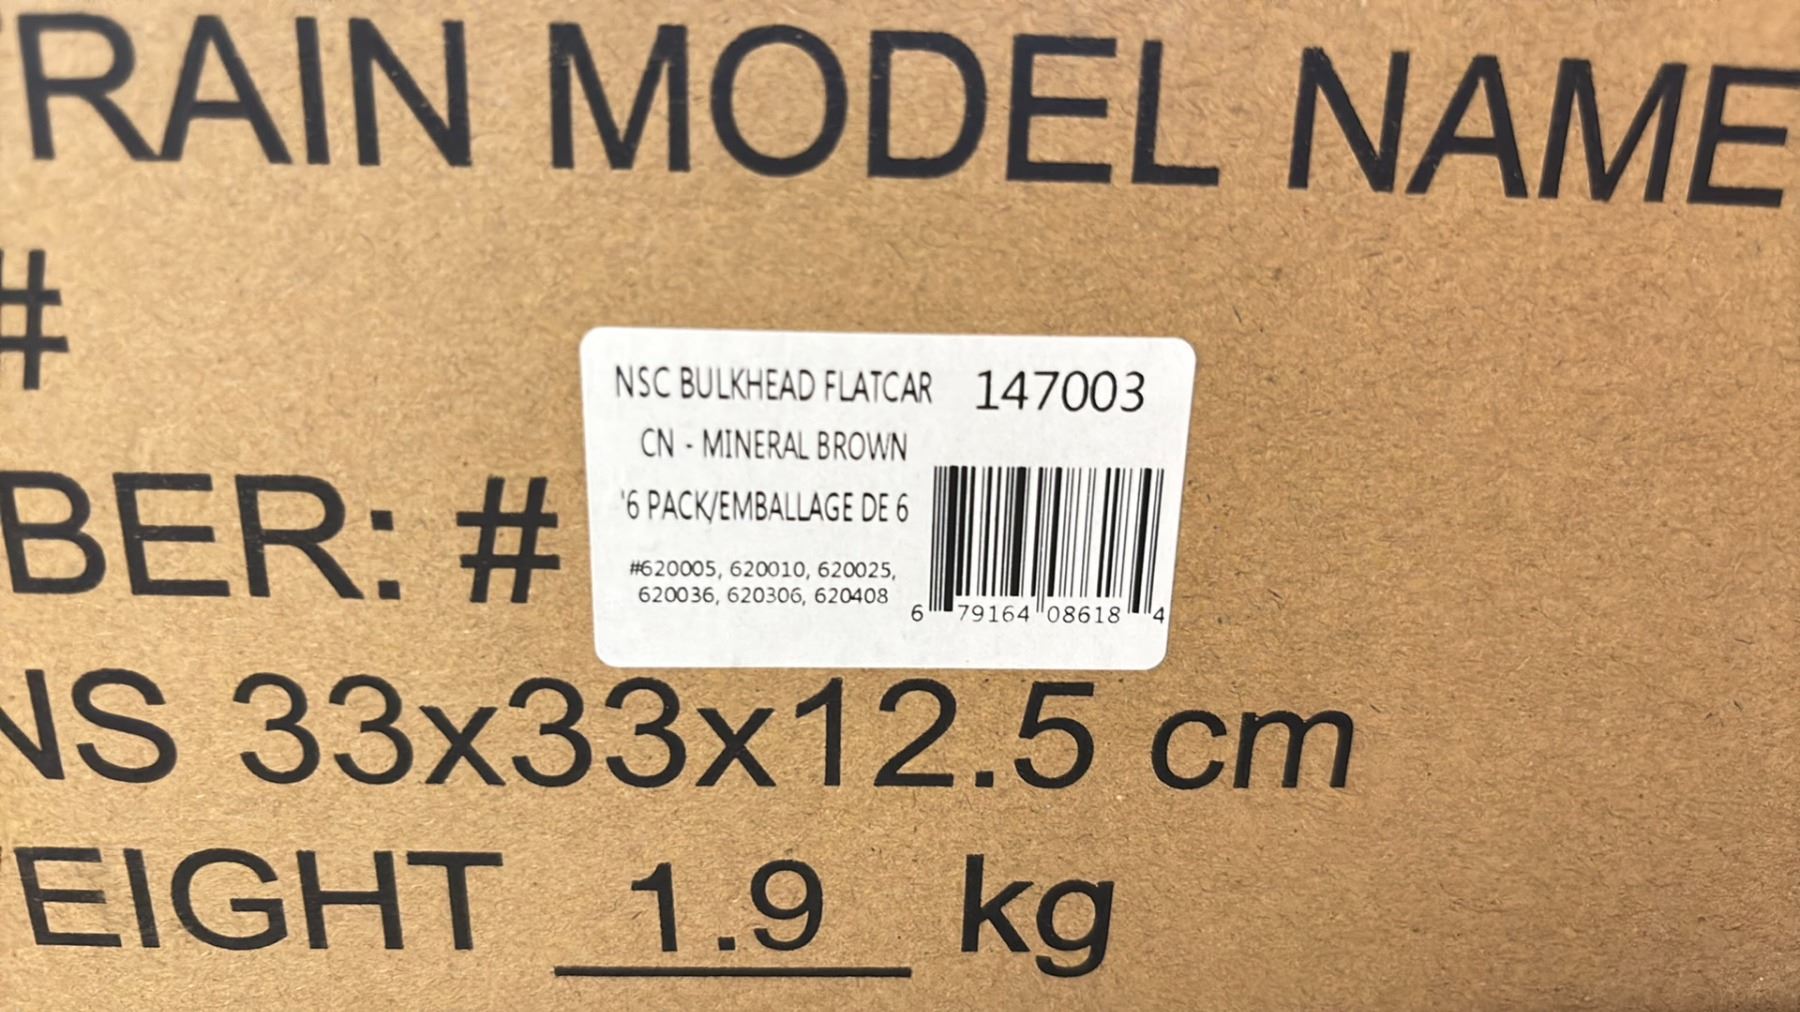 RAIN MODEL NAME
#
NSC BULKHEAD FLATCAR 147003
CN - MINERAL BROWN
'6 PACK/EMBALLAGE DE 6
BER: #
#620005, 620010, 620025,
620036, 620306, 620408
6 79164 08618 4
NS 33x33x12.5 cm
EIGHT 1.9 kg